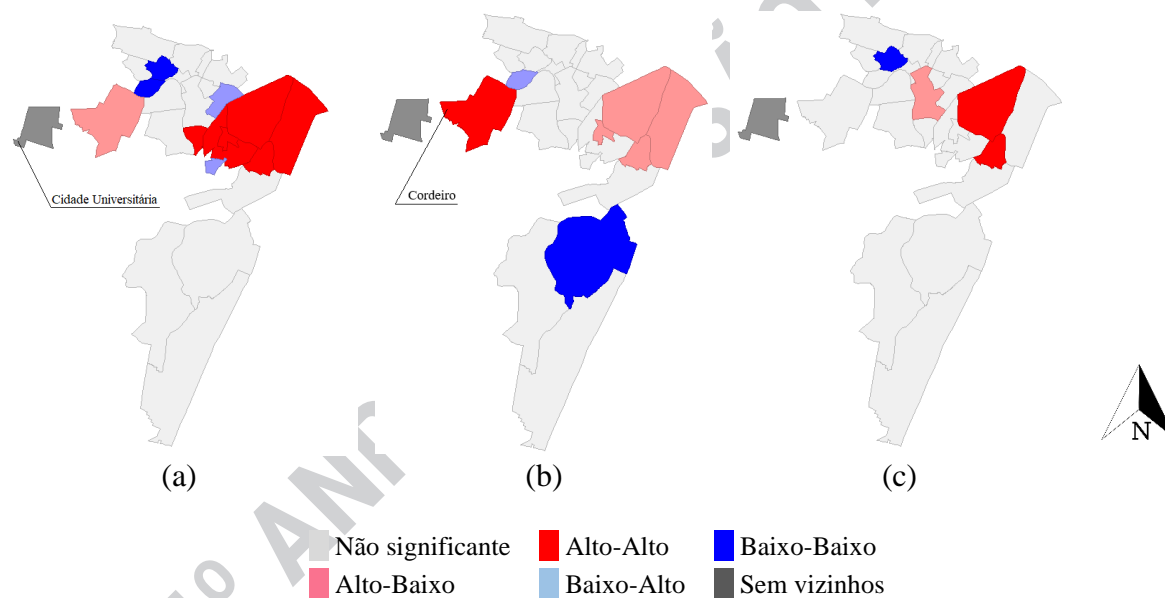 Cidade Universitária
Cordeiro
N
(a)
(b)
(c)
Não significante
Alto-Alto
Baixo-Baixo
Alto-Baixo
Baixo-Alto
Sem vizinhos